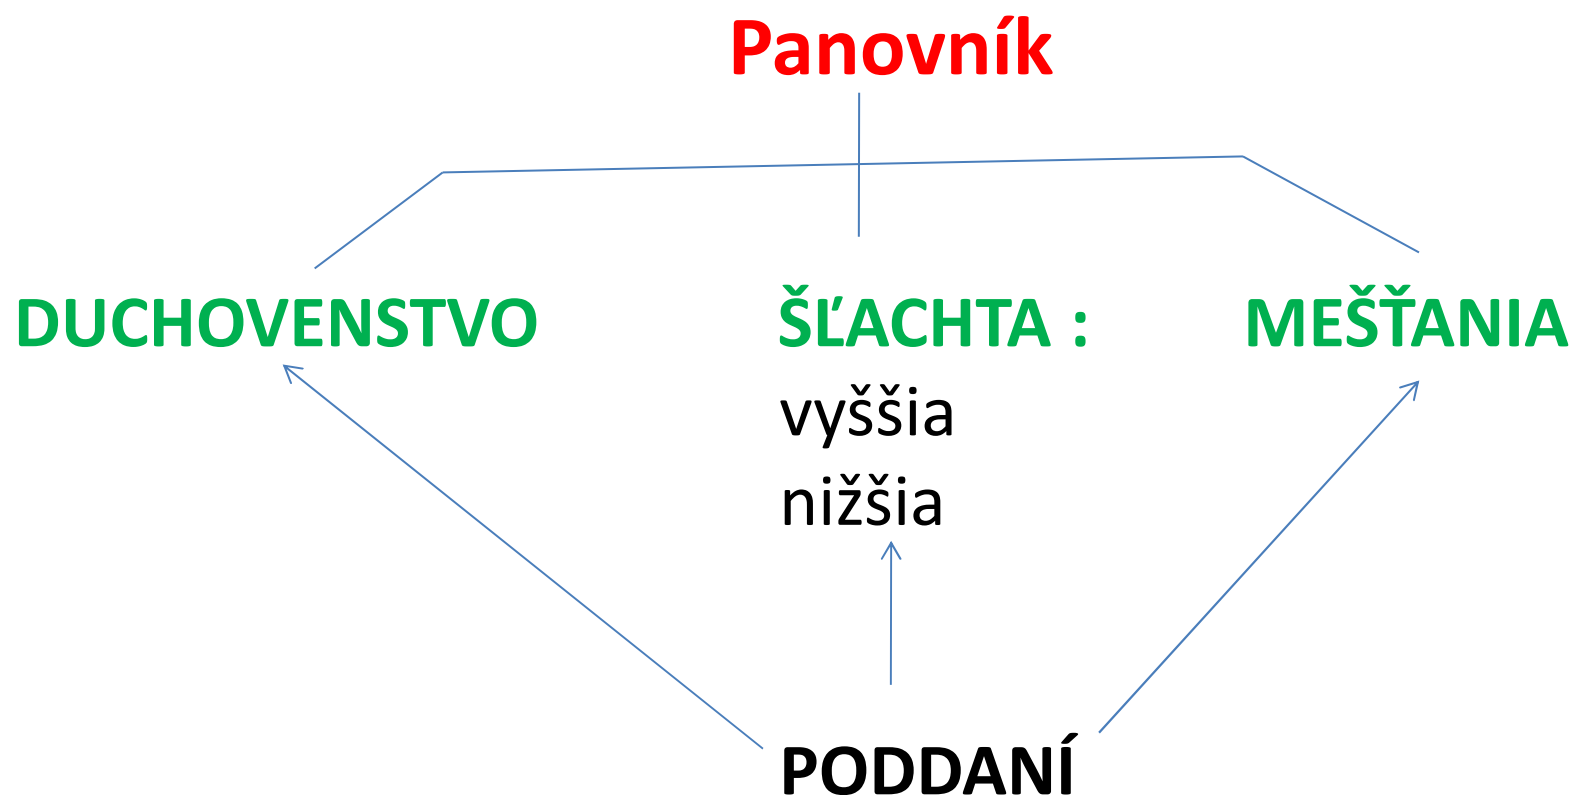 Panovník
DUCHOVENSTVO ŠĽACHTA : MEŠŤANIA
vyššia
nižšia
PODDANÍ